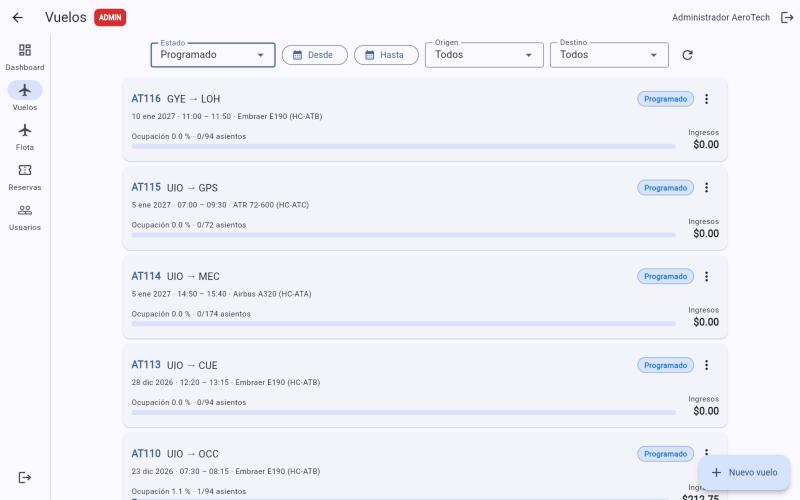 Vuelos ADMIN Administrador AeroTech
Dashboard
Vuelos
Flota
Reservas
Usuarios
Estado
Programado
Desde
Hasta
Origen
Todos
Destino
Todos
AT116 GYE → LOH Programado
10 ene 2027 · 11:00 – 11:50 · Embraer E190 (HC-ATB)
Ocupación 0.0 % · 0/94 asientos
Ingresos
$0.00
AT115 UIO → GPS Programado
5 ene 2027 · 07:00 – 09:30 · ATR 72-600 (HC-ATC)
Ocupación 0.0 % · 0/72 asientos
Ingresos
$0.00
AT114 UIO → MEC Programado
5 ene 2027 · 14:50 – 15:40 · Airbus A320 (HC-ATA)
Ocupación 0.0 % · 0/174 asientos
Ingresos
$0.00
AT113 UIO → CUE Programado
28 dic 2026 · 12:20 – 13:15 · Embraer E190 (HC-ATB)
Ocupación 0.0 % · 0/94 asientos
Ingresos
$0.00
AT110 UIO → OCC Programado
23 dic 2026 · 07:30 – 08:15 · Embraer E190 (HC-ATB)
Ocupación 1.1 % · 1/94 asientos
$212.75
+ Nuevo vuelo